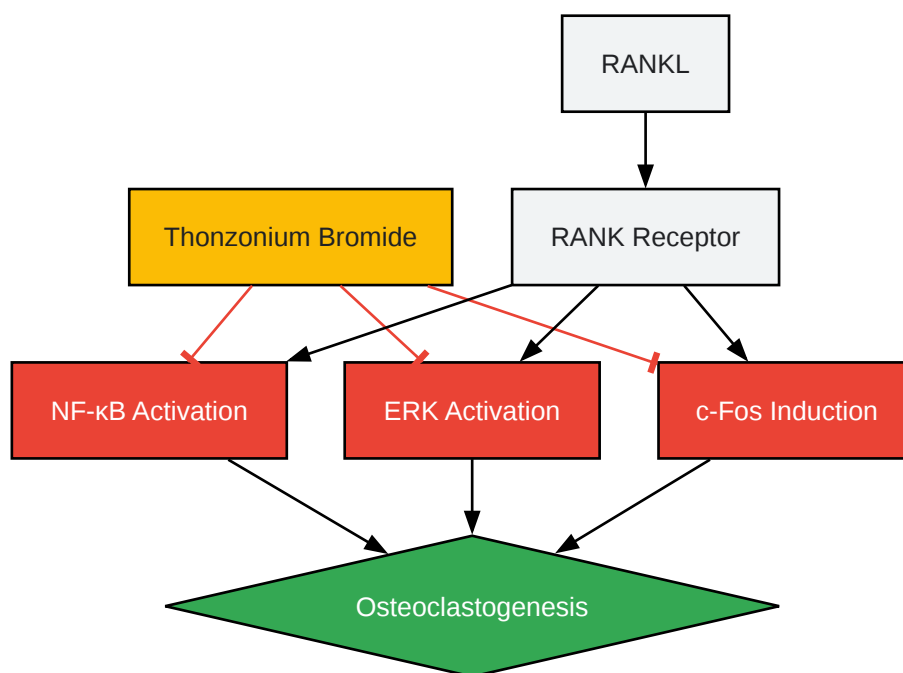 RANKL
Thonzonium Bromide
RANK Receptor
NF-κB Activation
ERK Activation
c-Fos Induction
Osteoclastogenesis